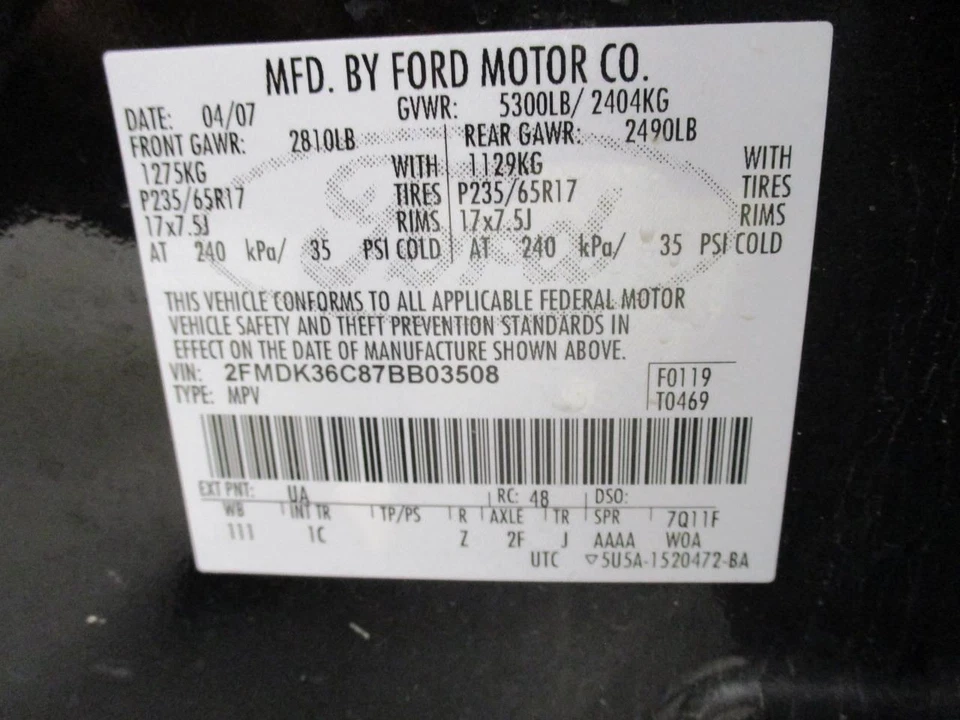 MFD. BY FORD MOTOR CO.
DATE: 04/07 GVWR: 5300LB/ 2404KG
FRONT GAWR: 2810LB REAR GAWR: 2490LB
1275KG WITH 1129KG WITH
P235/65R17 TIRES P235/65R17 TIRES
17x7.5J RIMS 17x7.5J RIMS
AT 240 kPa/ 35 PSI COLD AT 240 kPa/ 35 PSI COLD
Ford
THIS VEHICLE CONFORMS TO ALL APPLICABLE FEDERAL MOTOR
VEHICLE SAFETY AND THEFT PREVENTION STANDARDS IN
EFFECT ON THE DATE OF MANUFACTURE SHOWN ABOVE.
VIN: 2FMDK36C87BB03508 F0119
TYPE: MPV T0469
EXT PNT: UA RC: 48 DSO:
WB INT TR TP/PS R AXLE TR SPR 7Q11F
111 1C Z 2F J AAAA WOA
UTC ▽5U5A-1520472-BA